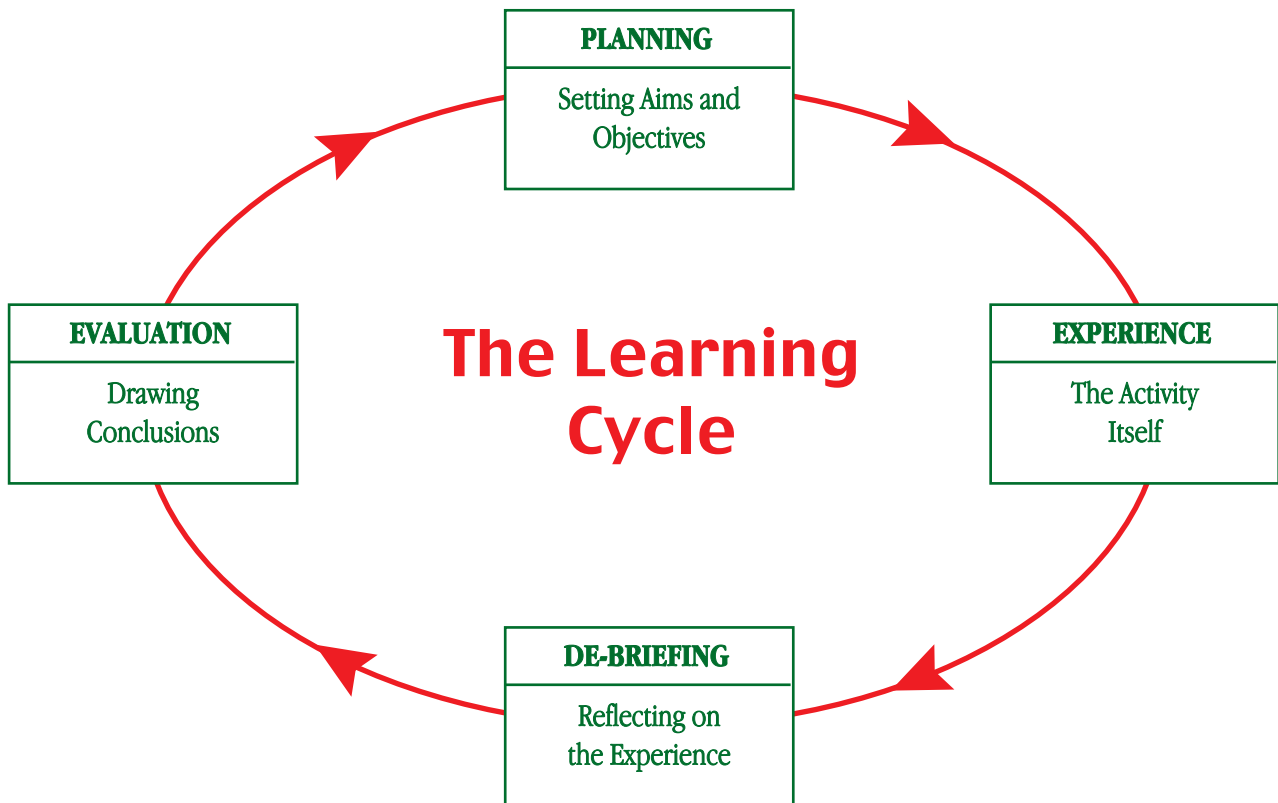 PLANNING
Setting Aims and
Objectives
EVALUATION
Drawing
Conclusions
The Learning
Cycle
EXPERIENCE
The Activity
Itself
DE-BRIEFING
Reflecting on
the Experience